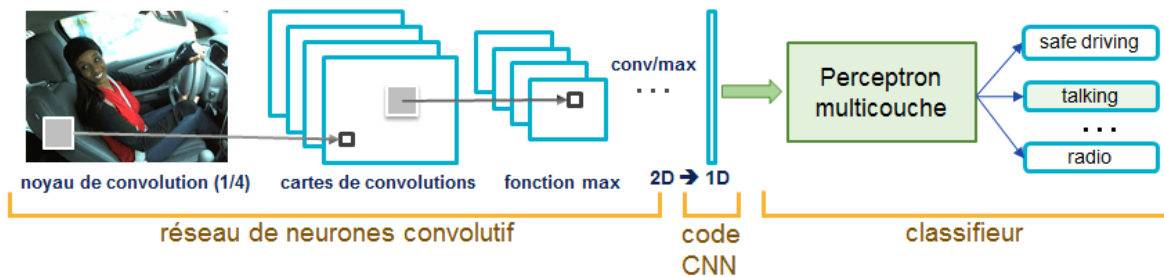 conv/max
...
Perceptron
multicouche
safe driving
talking
...
radio
noyau de convolution (1/4)
cartes de convolutions
fonction max
2D ➔ 1D
réseau de neurones convolutif
code
CNN
classifieur